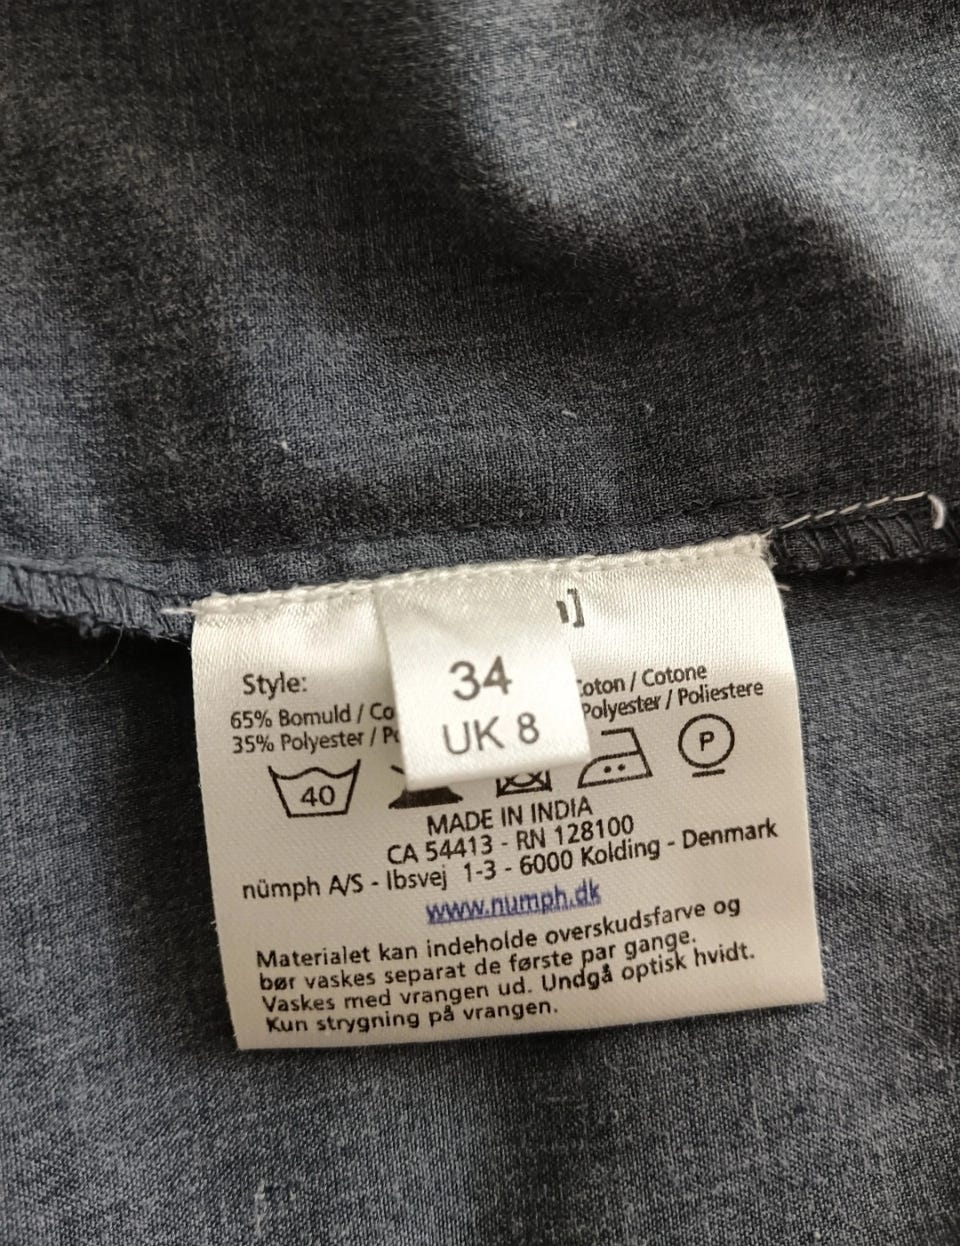 34
UK 8
Style:
65% Bomuld / Co
35% Polyester /
oton / Cotone
Polyester / Poliestere
40
P
MADE IN INDIA
CA 54413 - RN 128100
nümph A/S - Ibsvej 1-3 - 6000 Kolding - Denmark
www.numph.dk
Materialet kan indeholde overskudsfarve og
bør vaskes separat de første par gange.
Vaskes med vrangen ud. Undgå optisk hvidt.
Kun strygning på vrangen.